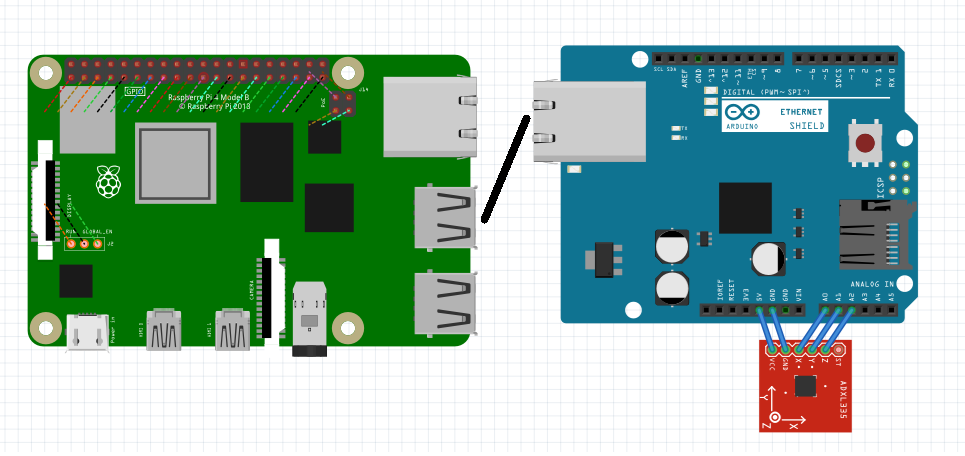 GPIO
Raspberry Pi 4 Model B
© Raspberry Pi 2018
PoE
J14
DISPLAY
RUN
GLOBAL_EN
J2
CAMERA
Power in
HDMI 0
HDMI 1
SCL SDA
AREF
GND
~13
~12
~11
~9
8
7
~6
~5
SDCS
~3
2
TX 1
RX 0
DIGITAL (PWM~ SPI*)
ARDUINO
ETHERNET
SHIELD
TX
RX
ICSP
ANALOG IN
IOREF
RESET
3V3
5V
GND
GND
VIN
A0
A1
A2
A3
A4
A5
VCC
GND
X
Y
Z
ST
ADXL335
Y
Z
X